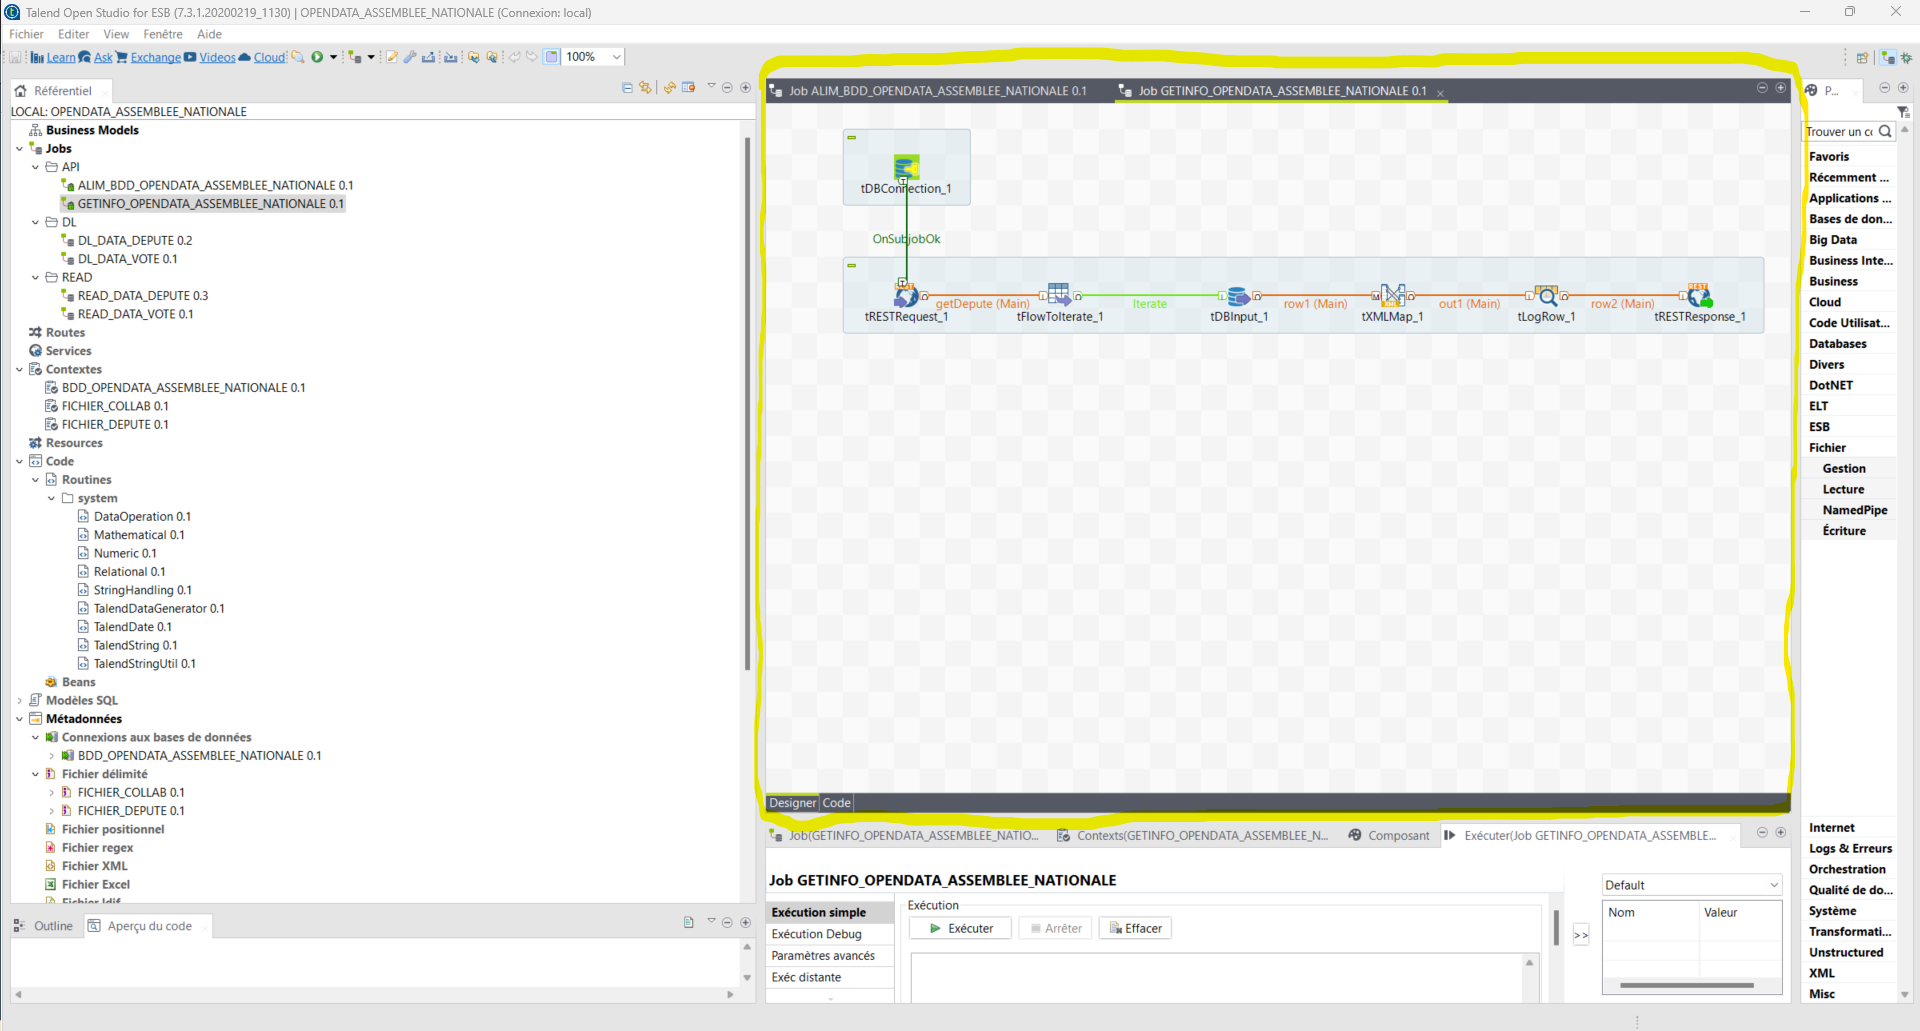 Talend Open Studio for ESB (7.3.1.20200219_1130) | OPENDATA_ASSEMBLEE_NATIONALE (Connexion: local)
Fichier Editer View Fenêtre Aide
Learn Ask Exchange Videos Cloud 100%
Référentiel
LOCAL: OPENDATA_ASSEMBLEE_NATIONALE
Business Models
Jobs
API
ALIM_BDD_OPENDATA_ASSEMBLEE_NATIONALE 0.1
GETINFO_OPENDATA_ASSEMBLEE_NATIONALE 0.1
DL
DL_DATA_DEPUTE 0.2
DL_DATA_VOTE 0.1
READ
READ_DATA_DEPUTE 0.3
READ_DATA_VOTE 0.1
Routes
Services
Contextes
BDD_OPENDATA_ASSEMBLEE_NATIONALE 0.1
FICHIER_COLLAB 0.1
FICHIER_DEPUTE 0.1
Resources
Code
Routines
system
DataOperation 0.1
Mathematical 0.1
Numeric 0.1
Relational 0.1
StringHandling 0.1
TalendDataGenerator 0.1
TalendDate 0.1
TalendString 0.1
TalendStringUtil 0.1
Beans
Modèles SQL
Métadonnées
Connexions aux bases de données
BDD_OPENDATA_ASSEMBLEE_NATIONALE 0.1
Fichier délimité
FICHIER_COLLAB 0.1
FICHIER_DEPUTE 0.1
Fichier positionnel
Fichier regex
Fichier XML
Fichier Excel
Fichier ldif
Outline Aperçu du code
Job ALIM_BDD_OPENDATA_ASSEMBLEE_NATIONALE 0.1 Job GETINFO_OPENDATA_ASSEMBLEE_NATIONALE 0.1
tDBConnection_1
OnSubjobOk
getDepute (Main) Iterate row1 (Main) out1 (Main) row2 (Main)
tRESTRequest_1 tFlowToIterate_1 tDBInput_1 tXMLMap_1 tLogRow_1 tRESTResponse_1
Designer Code
Job(GETINFO_OPENDATA_ASSEMBLEE_NATIO... Contexts(GETINFO_OPENDATA_ASSEMBLEE_N... Composant Exécuter(Job GETINFO_OPENDATA_ASSEMBLE...
Job GETINFO_OPENDATA_ASSEMBLEE_NATIONALE
Exécution simple
Exécution Debug
Paramètres avancés
Exéc distante
Exécution
Exécuter Arrêter Effacer
>>
Default
Nom Valeur
P...
Trouver un cc
Favoris
Récemment ...
Applications ...
Bases de don...
Big Data
Business Inte...
Business
Cloud
Code Utilisat...
Databases
Divers
DotNET
ELT
ESB
Fichier
Gestion
Lecture
NamedPipe
Écriture
Internet
Logs & Erreurs
Orchestration
Qualité de do...
Système
Transformati...
Unstructured
XML
Misc